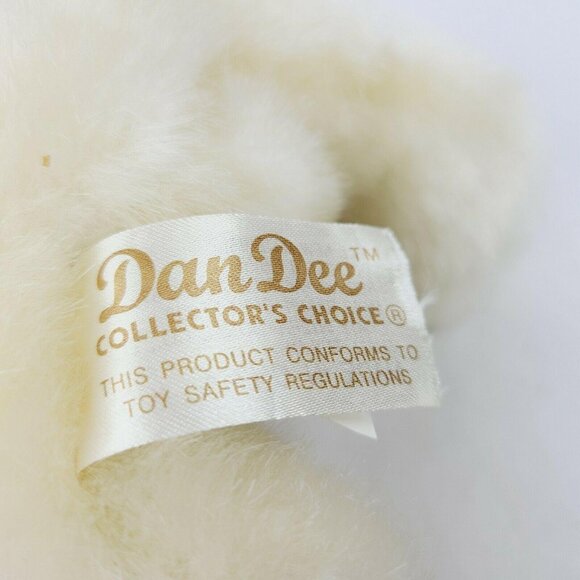 Dan Dee™
COLLECTOR'S CHOICE®
THIS PRODUCT CONFORMS TO
TOY SAFETY REGULATIONS